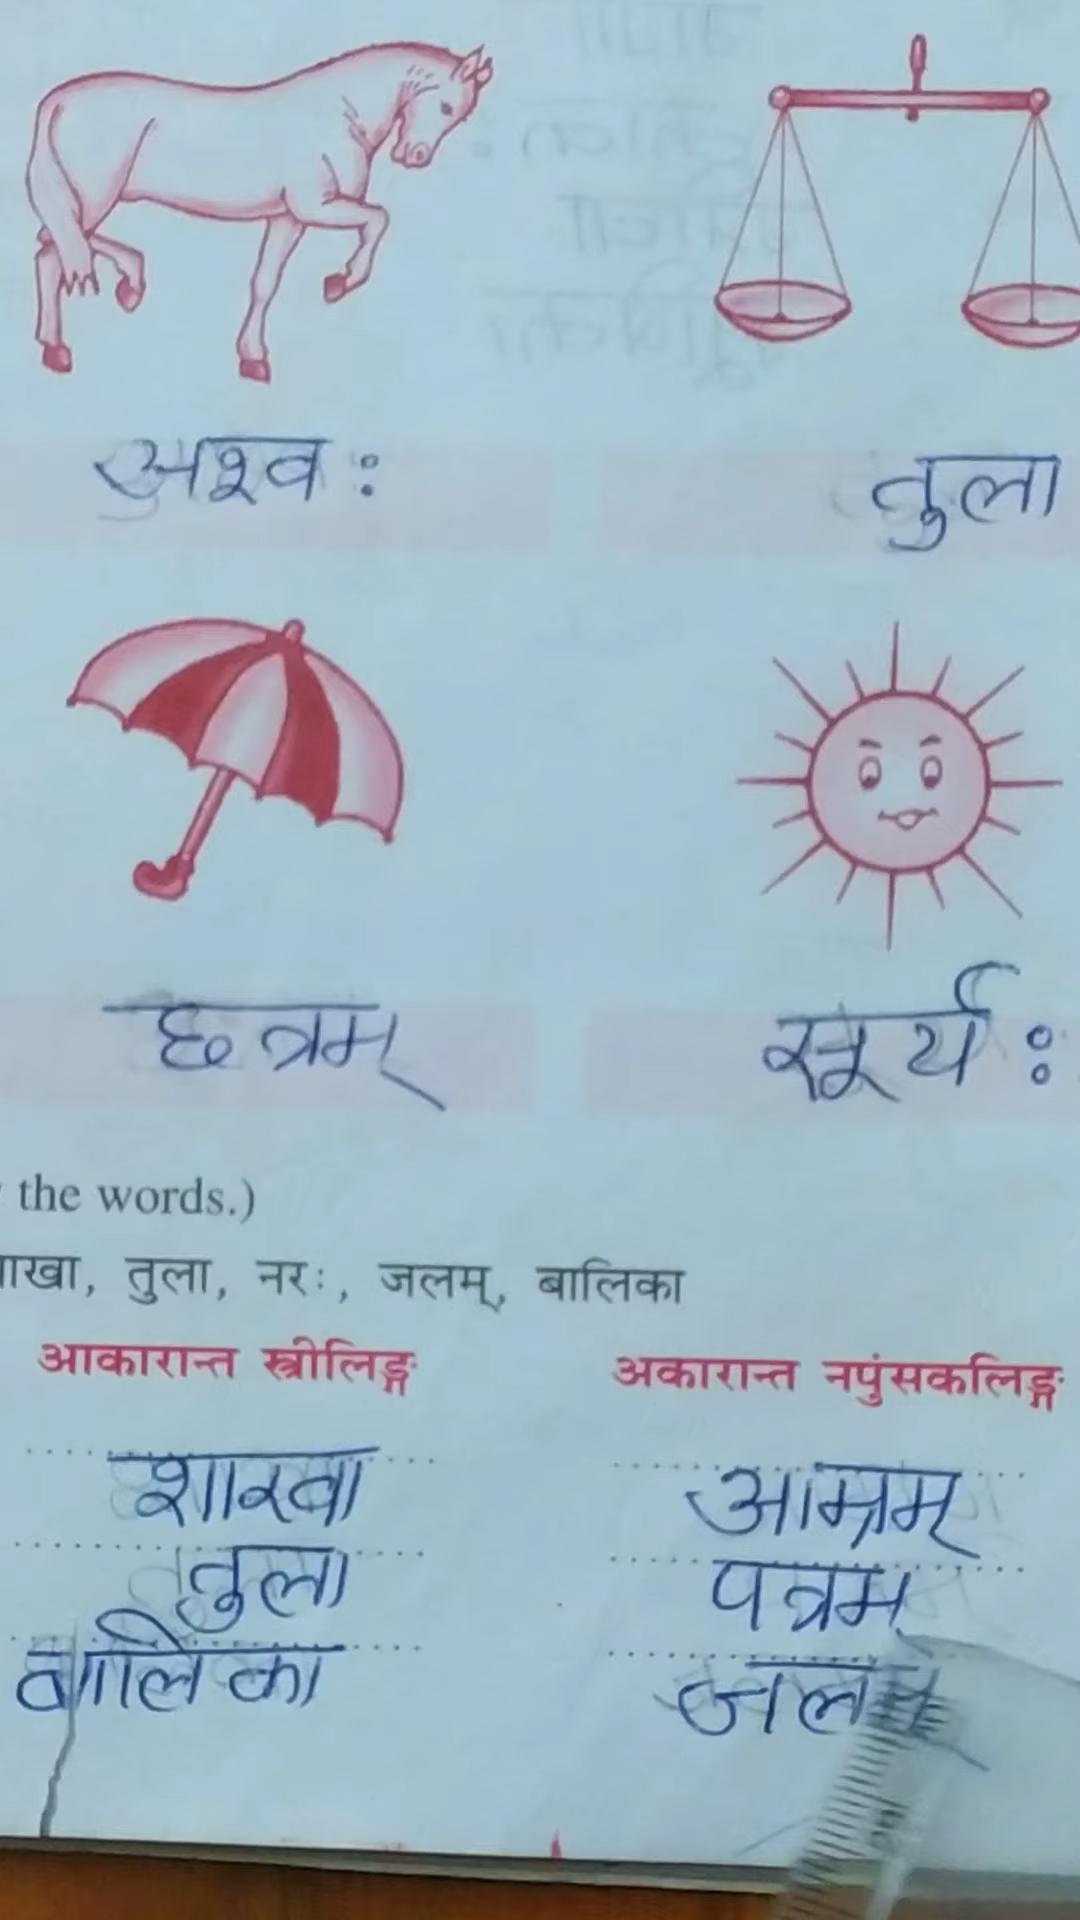 अश्वः
तुला
छत्रम्
सूर्यः
the words.)
तुला, नरः, जलम्, बालिका
आकारान्त स्त्रीलिङ्गः
अकारान्त नपुंसकलिङ्गः
शाखा
आम्रम्
तुला
पत्रम्
बालिका